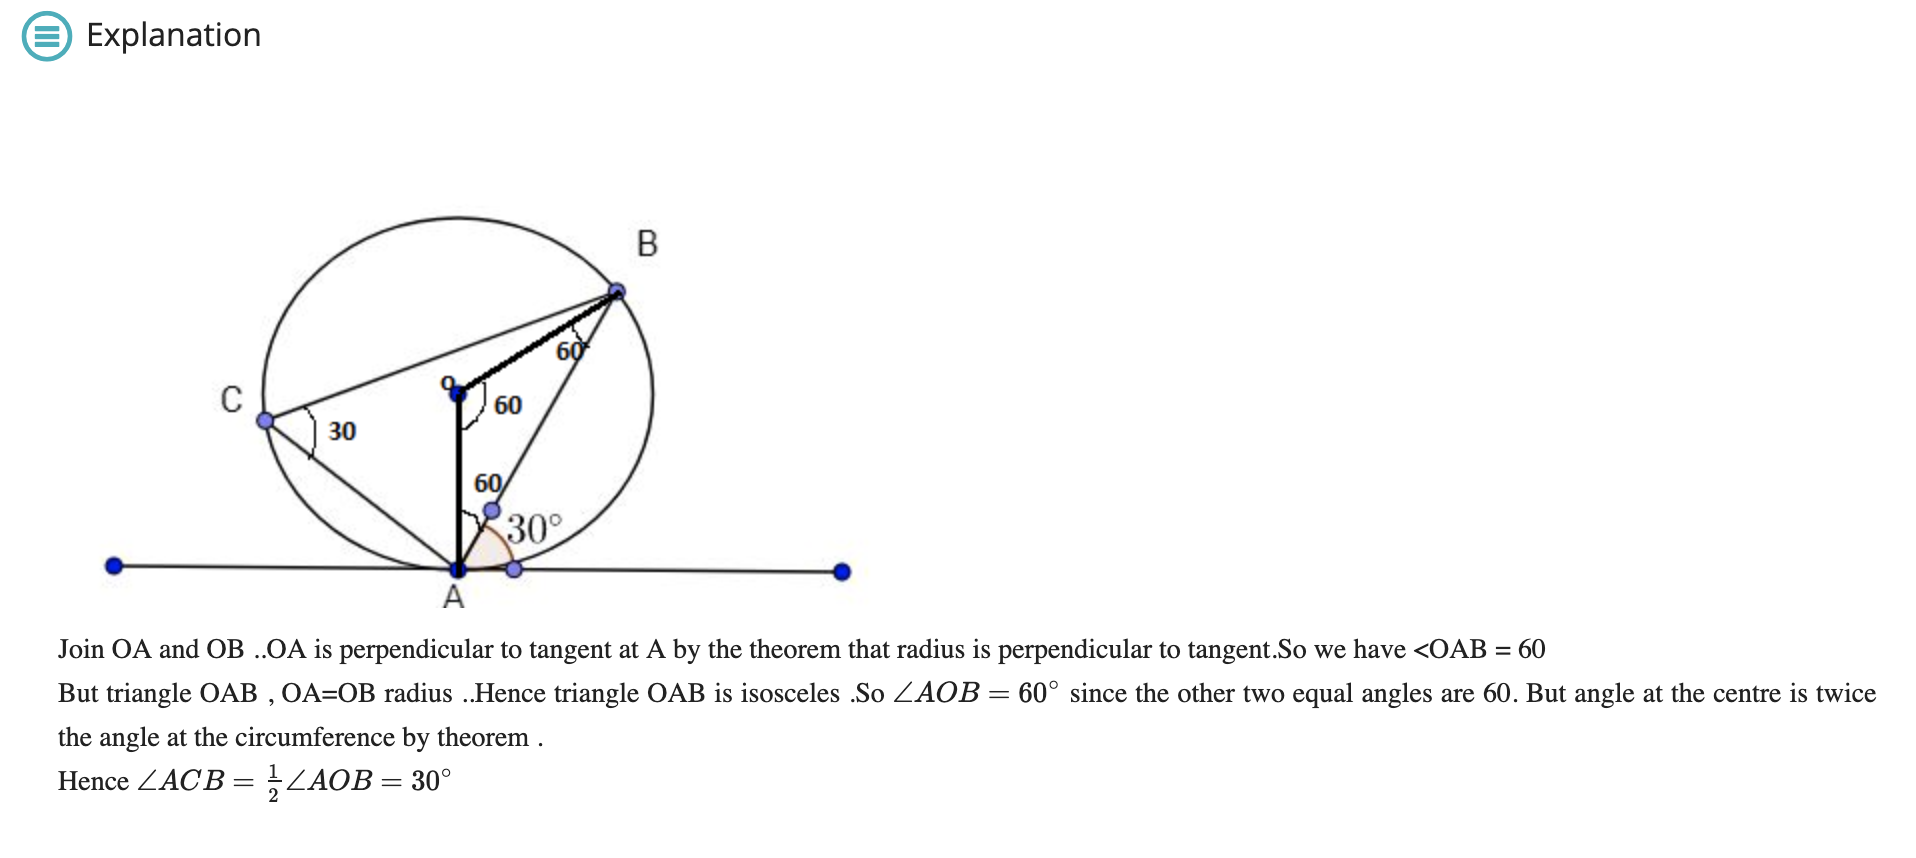 Explanation
B
60
O
60
C
30
60
30°
A
Join OA and OB ..OA is perpendicular to tangent at A by the theorem that radius is perpendicular to tangent.So we have <OAB = 60
But triangle OAB , OA=OB radius ..Hence triangle OAB is isosceles .So ∠AOB = 60° since the other two equal angles are 60. But angle at the centre is twice
the angle at the circumference by theorem .
Hence ∠ACB = 1/2∠AOB = 30°